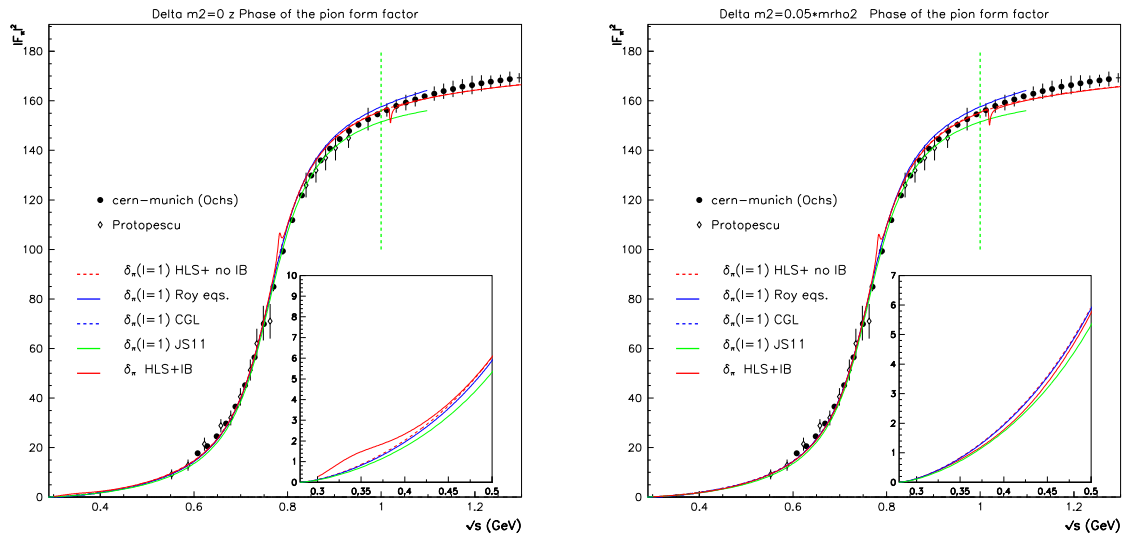 Delta m2=0 z Phase of the pion form factor
|Fπ|²
180
160
140
120
100
80
60
40
20
0
cern-munich (Ochs)
Protopescu
δπ(I=1) HLS+ no IB
δπ(I=1) Roy eqs.
δπ(I=1) CGL
δπ(I=1) JS11
δπ HLS+IB
10
9
8
7
6
5
4
3
2
1
0
0.3 0.35 0.4 0.45 0.5
0.4 0.6 0.8 1 1.2
√s (GeV)
Delta m2=0.05*mrho2 Phase of the pion form factor
|Fπ|²
180
160
140
120
100
80
60
40
20
0
cern-munich (Ochs)
Protopescu
δπ(I=1) HLS+ no IB
δπ(I=1) Roy eqs.
δπ(I=1) CGL
δπ(I=1) JS11
δπ HLS+IB
7
6
5
4
3
2
1
0
0.3 0.35 0.4 0.45 0.5
0.4 0.6 0.8 1 1.2
√s (GeV)